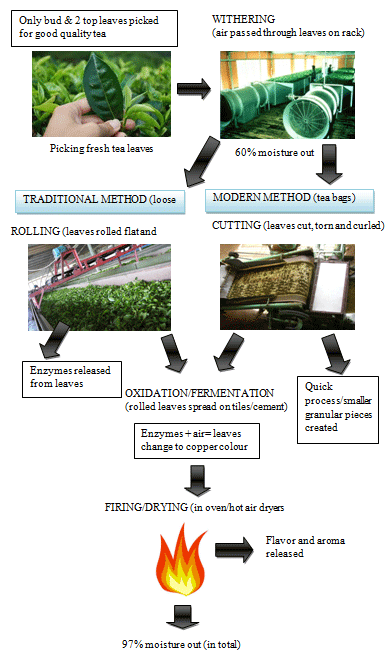 Only bud & 2 top leaves picked
for good quality tea
WITHERING
(air passed through leaves on rack)
Picking fresh tea leaves
60% moisture out
TRADITIONAL METHOD (loose
MODERN METHOD (tea bags)
ROLLING (leaves rolled flat and
CUTTING (leaves cut, torn and curled)
Enzymes released
from leaves
OXIDATION/FERMENTATION
(rolled leaves spread on tiles/cement)
Quick
process/smaller
granular pieces
created
Enzymes + air= leaves
change to copper colour
FIRING/DRYING (in oven/hot air dryers
Flavor and aroma
released
97% moisture out (in total)